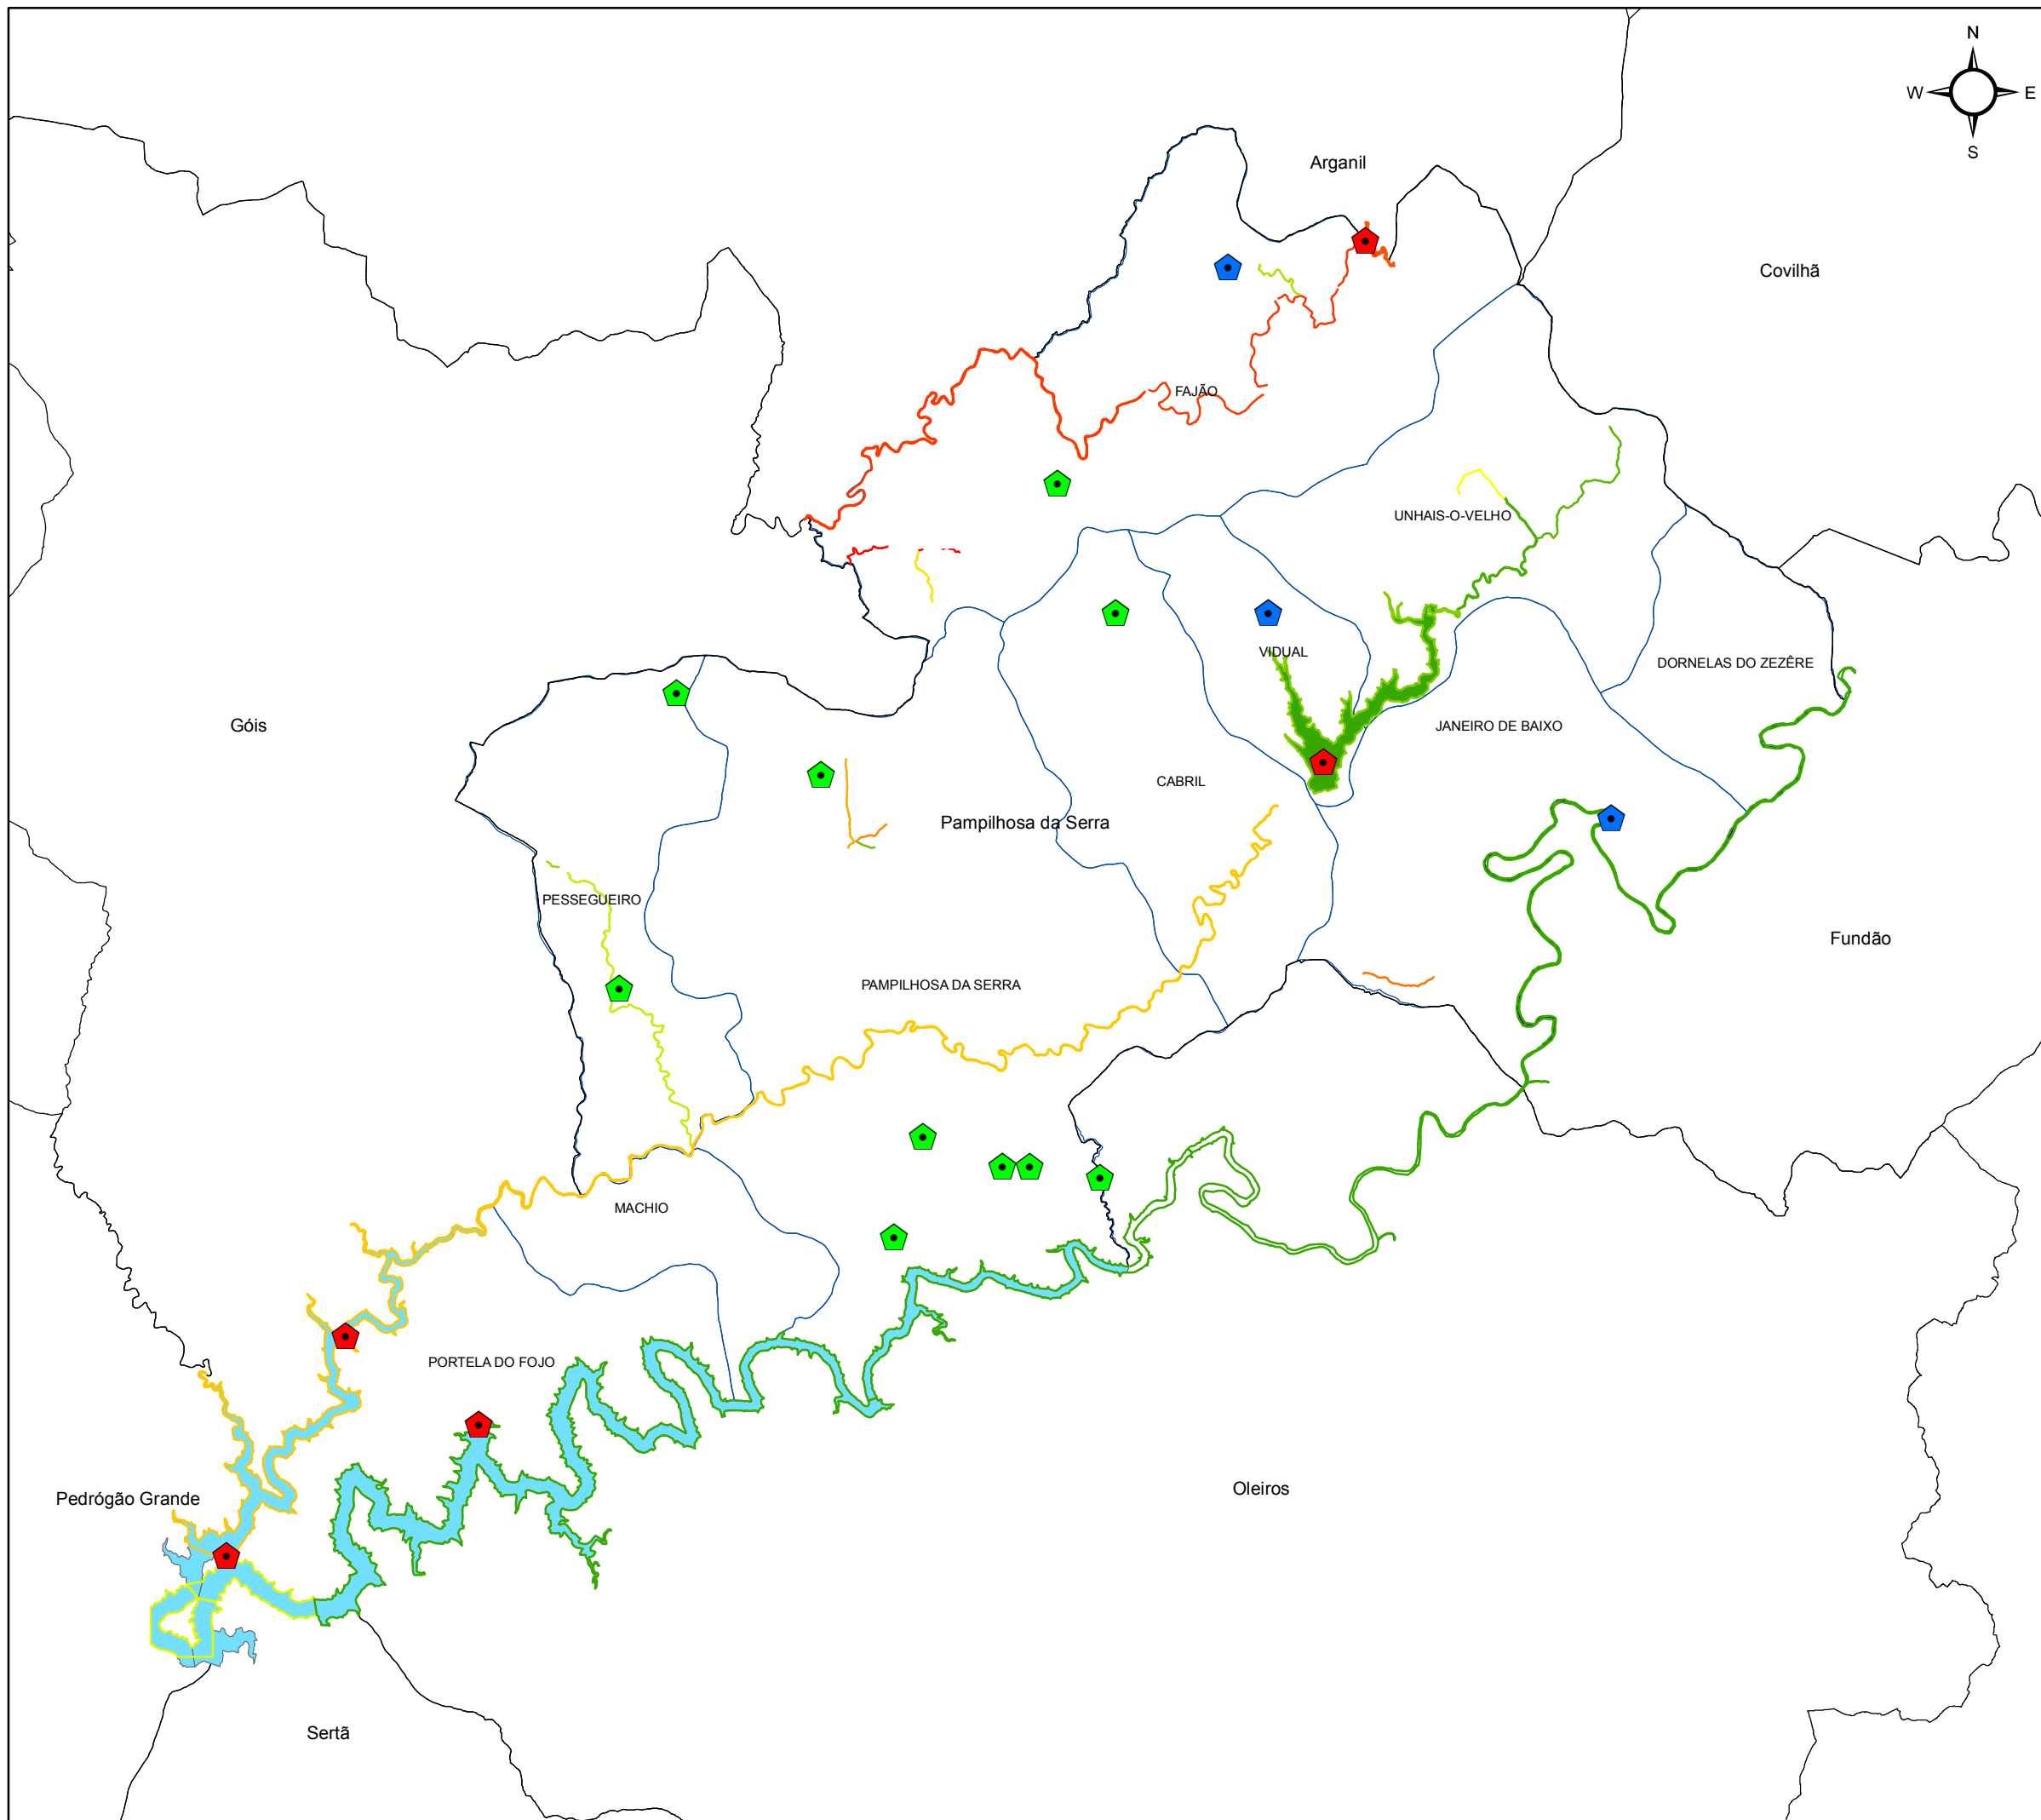 N
W E
S
Arganil
Covilhã
FAJÃO
UNHAIS-O-VELHO
VIDUAL
DORNELAS DO ZEZÊRE
Góis
JANEIRO DE BAIXO
CABRIL
Pampilhosa da Serra
PESSEGUEIRO
Fundão
PAMPILHOSA DA SERRA
MACHIO
PORTELA DO FOJO
Oleiros
Pedrógão Grande
Sertã